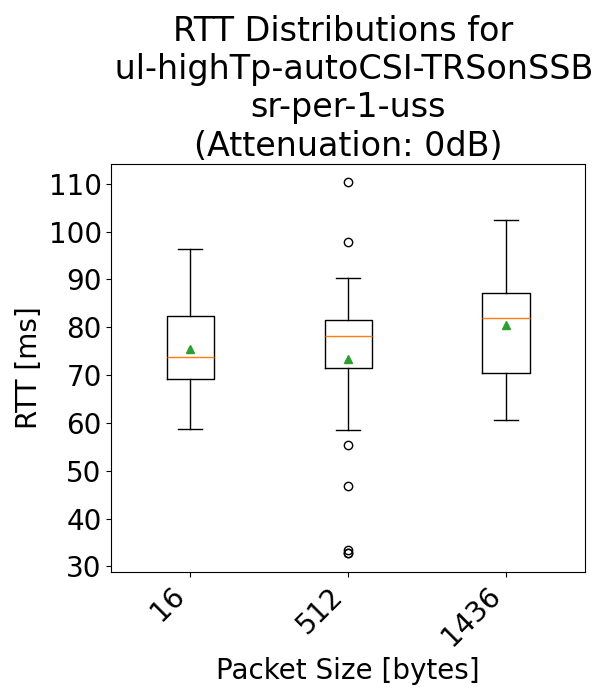 RTT Distributions for
ul-highTp-autoCSI-TRSonSSB
sr-per-1-uss
(Attenuation: 0dB)
110
100
90
80
70
60
50
40
30
RTT [ms]
16
512
1436
Packet Size [bytes]